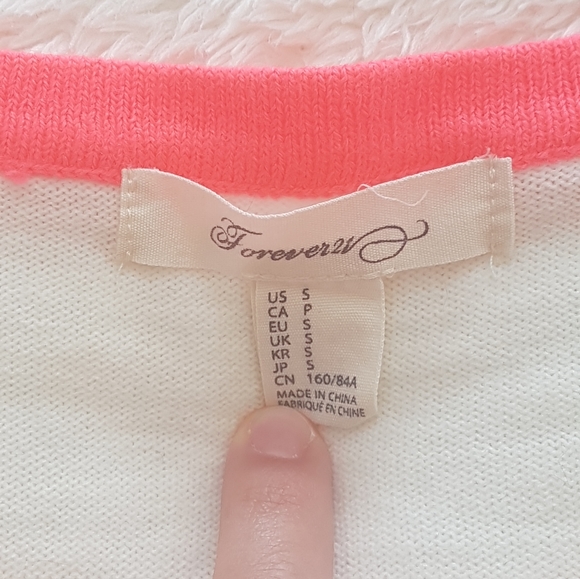 Forever21
US S
CA P
EU S
UK S
KR S
JP S
CN 160/84A
MADE IN CHINA
FABRIQUÉ EN CHINE